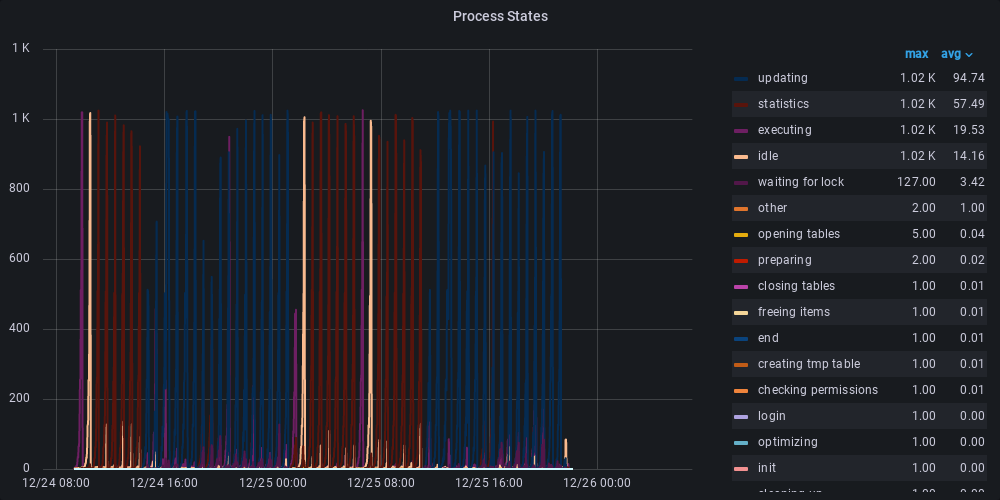 Process States
1 K
1 K
800
600
400
200
0
12/24 08:00 12/24 16:00 12/25 00:00 12/25 08:00 12/25 16:00 12/26 00:00
max avg
updating 1.02 K 94.74
statistics 1.02 K 57.49
executing 1.02 K 19.53
idle 1.02 K 14.16
waiting for lock 127.00 3.42
other 2.00 1.00
opening tables 5.00 0.04
preparing 2.00 0.02
closing tables 1.00 0.01
freeing items 1.00 0.01
end 1.00 0.01
creating tmp table 1.00 0.01
checking permissions 1.00 0.01
login 1.00 0.00
optimizing 1.00 0.00
init 1.00 0.00